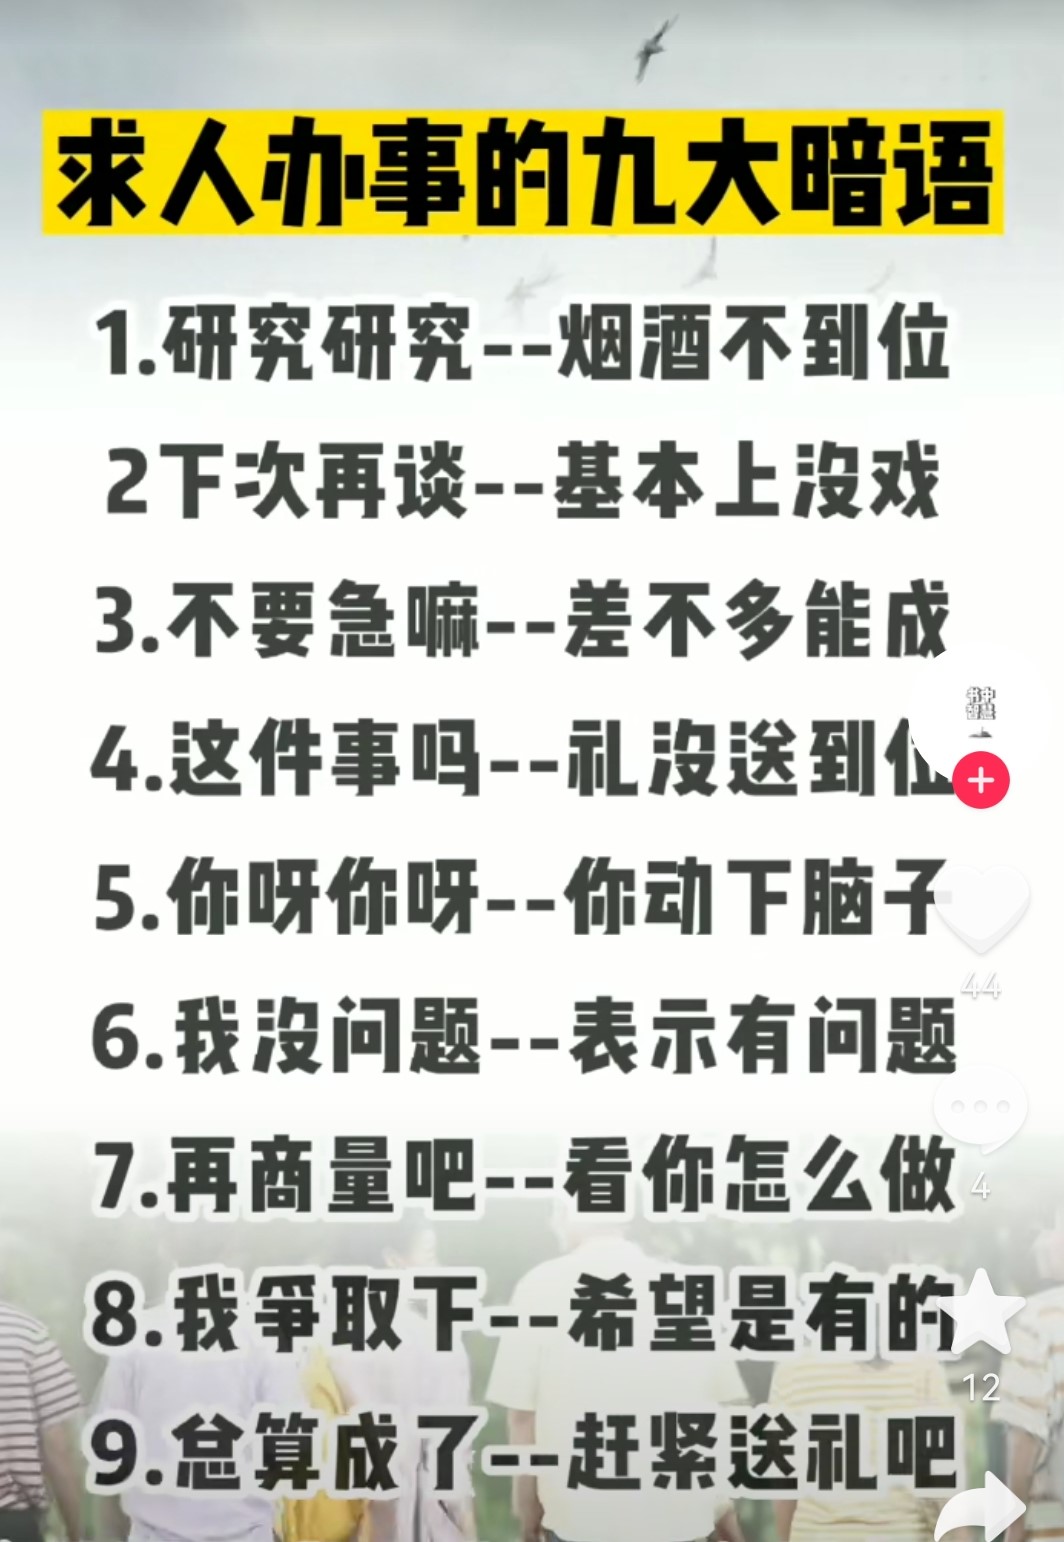 求人办事的九大暗语
1.研究研究--烟酒不到位
2下次再谈--基本上没戏
3.不要急嘛--差不多能成
4.这件事吗--礼没送到位
5.你呀你呀--你动下脑子
6.我没问题--表示有问题
7.再商量吧--看你怎么做
8.我争取下--希望是有的
9.总算成了--赶紧送礼吧
书中
智慧
44
4
12